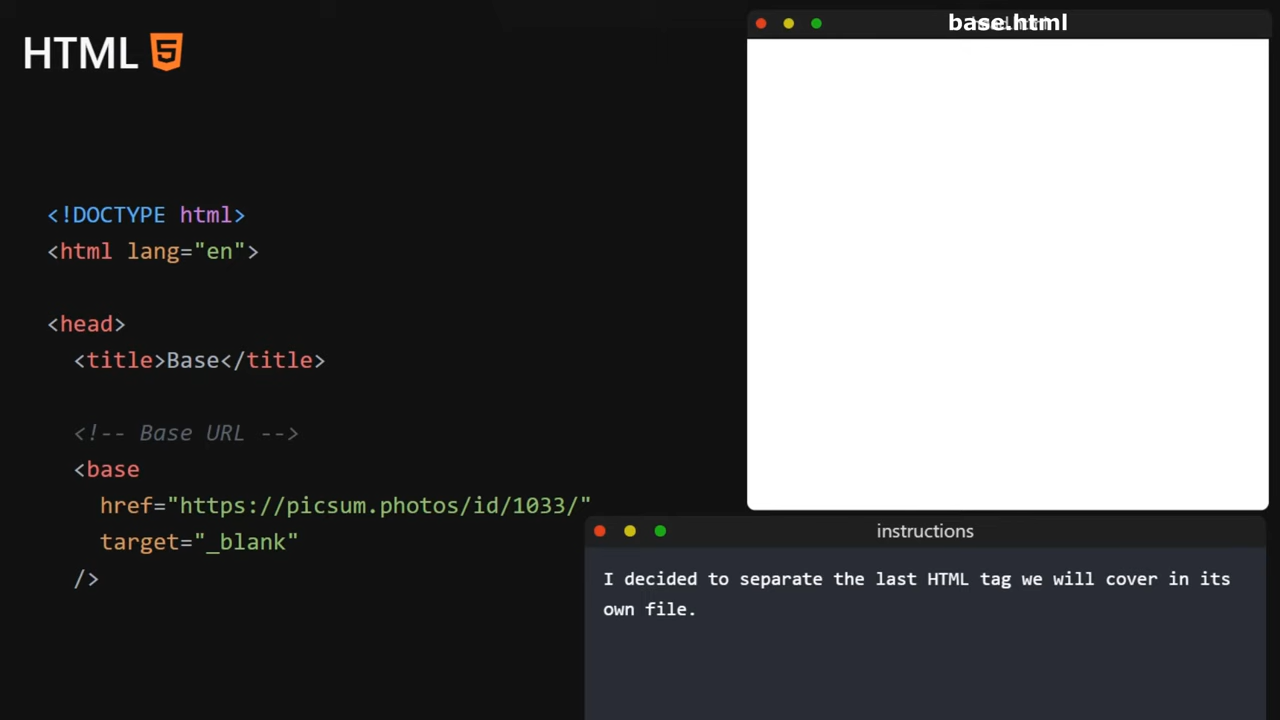 HTML 5
<!DOCTYPE html>
<html lang="en">
<head>
<title>Base</title>
<!-- Base URL -->
<base
href="https://picsum.photos/id/1033/"
target="_blank"
/>
base.html
instructions
I decided to separate the last HTML tag we will cover in its
own file.